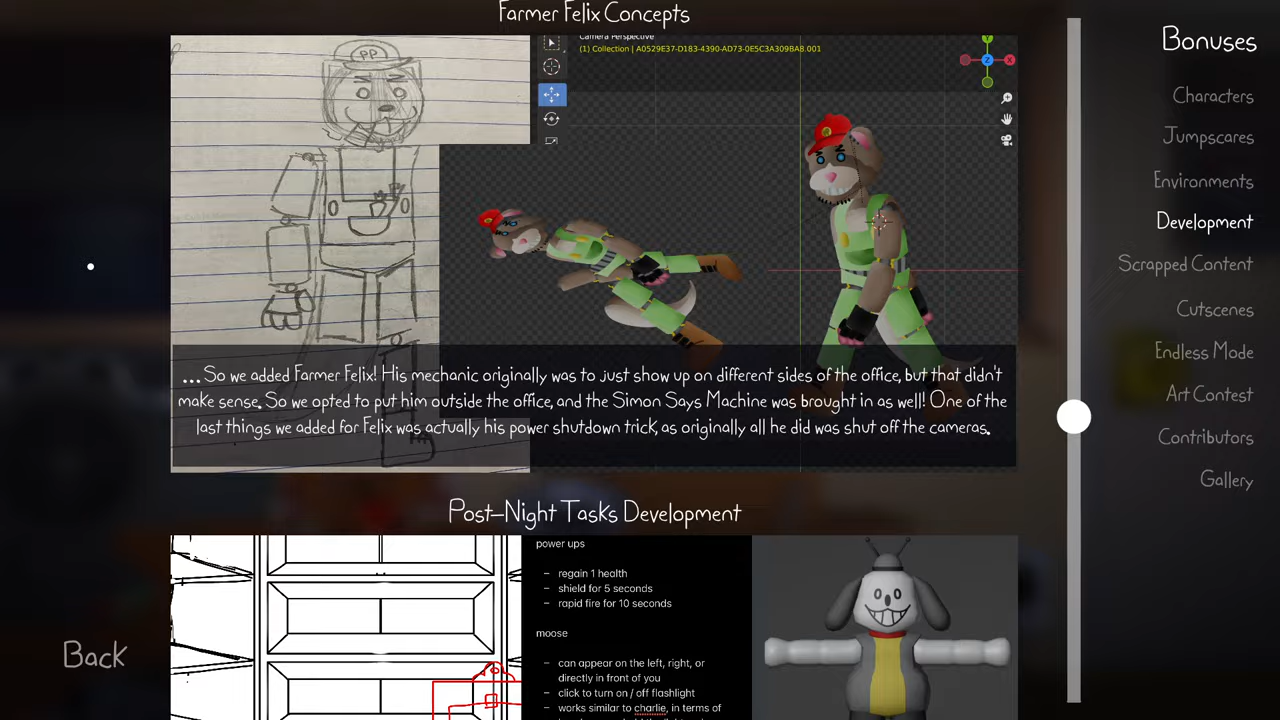 Farmer Felix Concepts
Bonuses
Characters
Jumpscares
Environments
Development
Scrapped Content
Cutscenes
Endless Mode
Art Contest
Contributors
Gallery
PP
Camera Perspective
(1) Collection | A0529E37-D183-4390-AD73-0E5C3A309BA8.001
Y
Z
X
...So we added Farmer Felix! His mechanic originally was to just show up on different sides of the office, but that didn't
make sense. So we opted to put him outside the office, and the Simon Says Machine was brought in as well! One of the
last things we added for Felix was actually his power shutdown trick, as originally all he did was shut off the cameras.
Post-Night Tasks Development
power ups
- regain 1 health
- shield for 5 seconds
- rapid fire for 10 seconds
moose
- can appear on the left, right, or
directly in front of you
- click to turn on / off flashlight
- works similar to charlie, in terms of
Back